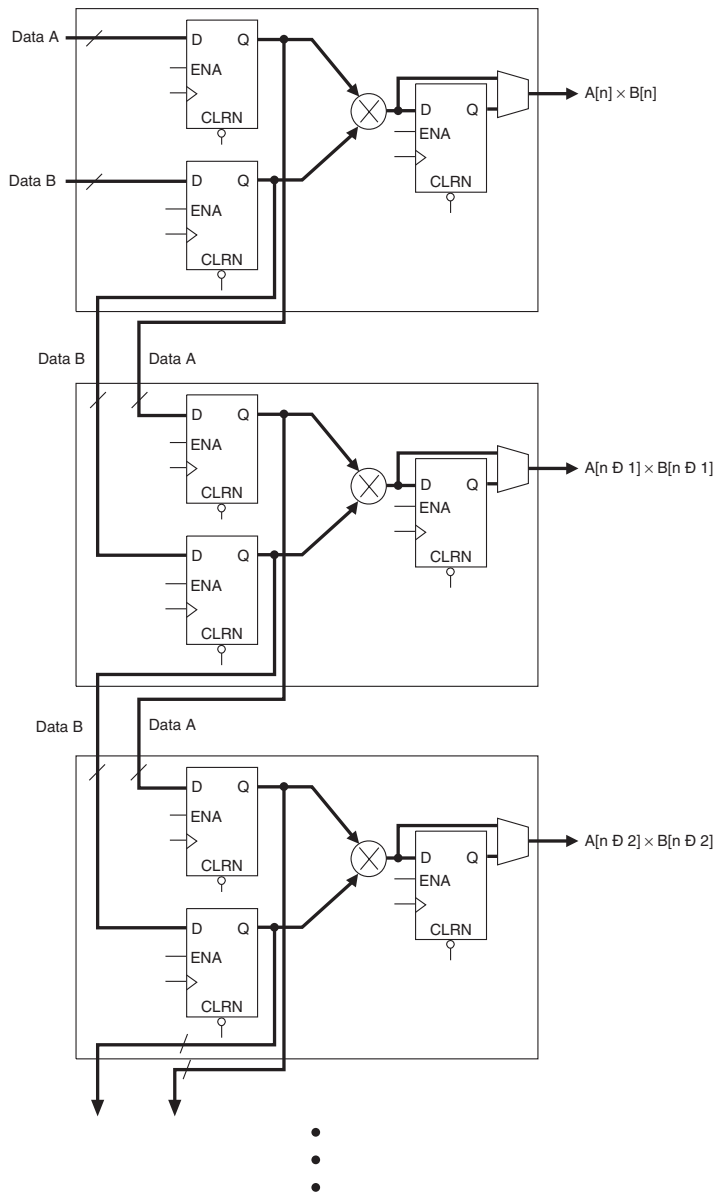 Data A
D Q
ENA
CLRN
D Q
ENA
CLRN
A[n] × B[n]
Data B
D Q
ENA
CLRN
Data B
Data A
D Q
ENA
CLRN
D Q
ENA
CLRN
A[n Ð 1] × B[n Ð 1]
D Q
ENA
CLRN
Data B
Data A
D Q
ENA
CLRN
D Q
ENA
CLRN
A[n Ð 2] × B[n Ð 2]
D Q
ENA
CLRN